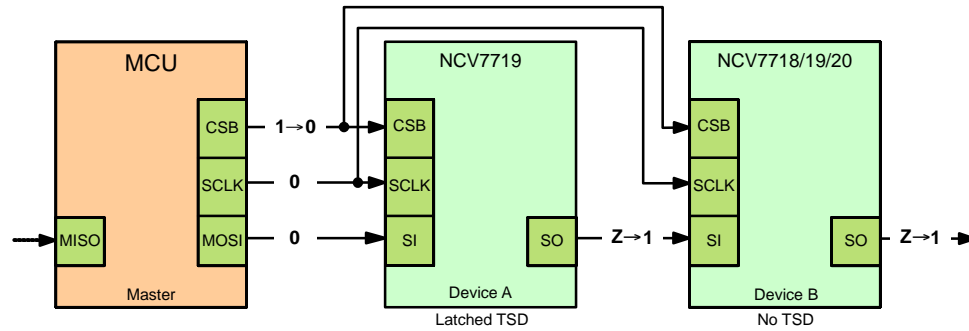 MCU
CSB
1→0
SCLK
0
MISO
MOSI
0
Master
NCV7719
CSB
SCLK
SI
SO
Z→1
Device A
Latched TSD
NCV7718/19/20
CSB
SCLK
SI
SO
Z→1
Device B
No TSD